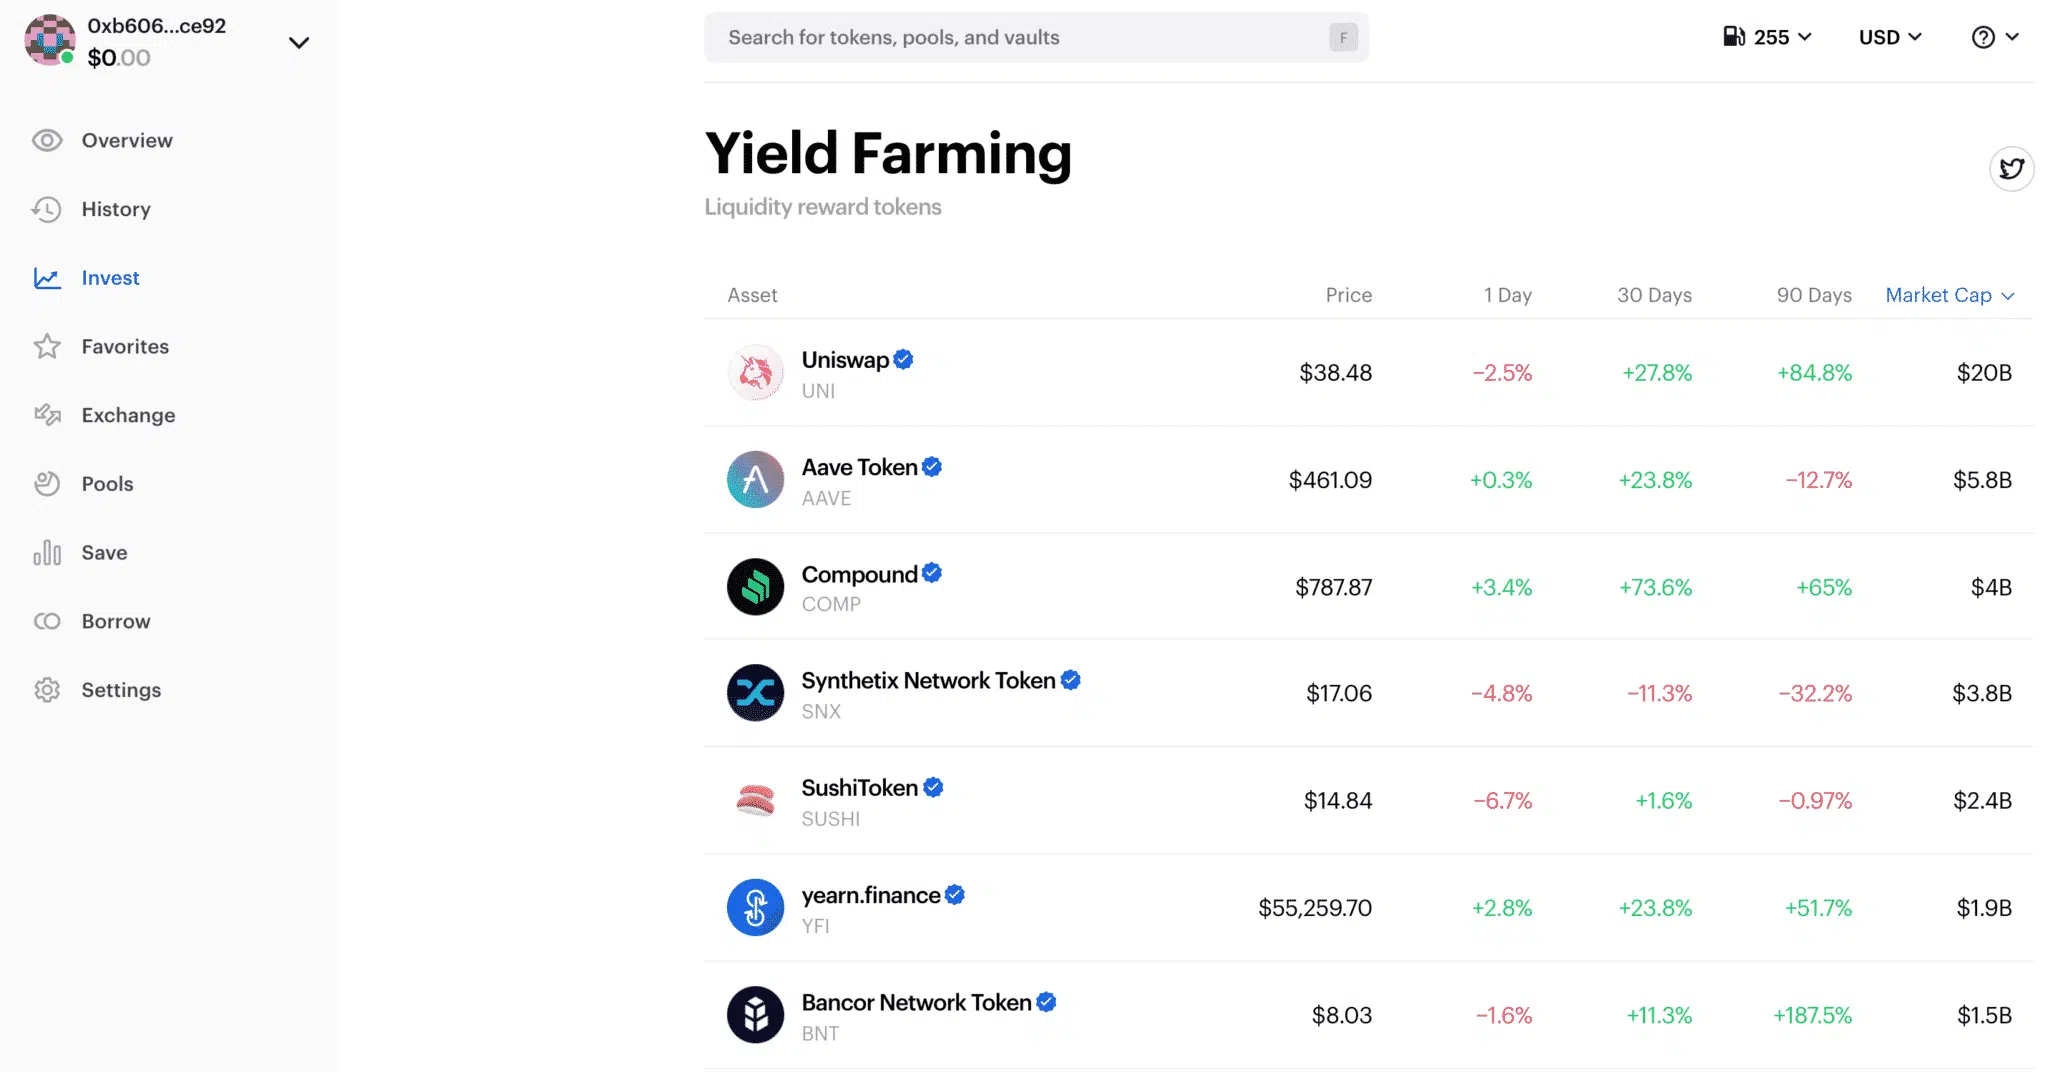 0xb606...ce92
$0.00
Overview
History
Invest
Favorites
Exchange
Pools
Save
Borrow
Settings
Search for tokens, pools, and vaults F
255 USD
Yield Farming
Liquidity reward tokens
Asset Price 1 Day 30 Days 90 Days Market Cap
Uniswap
UNI
$38.48 −2.5% +27.8% +84.8% $20B
Aave Token
AAVE
$461.09 +0.3% +23.8% −12.7% $5.8B
Compound
COMP
$787.87 +3.4% +73.6% +65% $4B
Synthetix Network Token
SNX
$17.06 −4.8% −11.3% −32.2% $3.8B
SushiToken
SUSHI
$14.84 −6.7% +1.6% −0.97% $2.4B
yearn.finance
YFI
$55,259.70 +2.8% +23.8% +51.7% $1.9B
Bancor Network Token
BNT
$8.03 −1.6% +11.3% +187.5% $1.5B